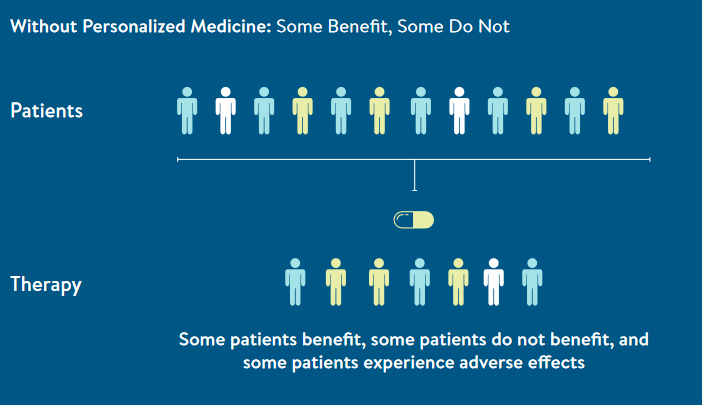 Without Personalized Medicine: Some Benefit, Some Do Not
Patients
Therapy
Some patients benefit, some patients do not benefit, and
some patients experience adverse effects